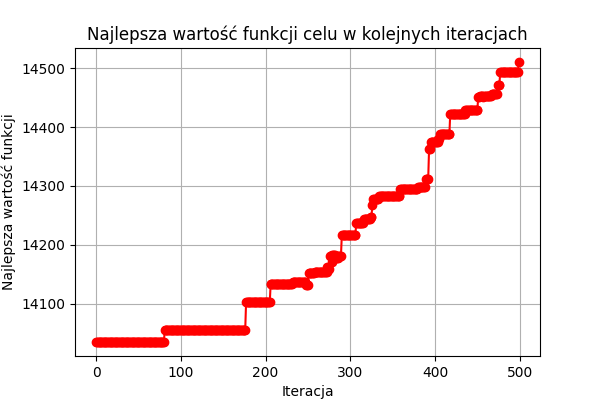 Najlepsza wartość funkcji celu w kolejnych iteracjach
Najlepsza wartość funkcji
14500
14400
14300
14200
14100
0 100 200 300 400 500
Iteracja